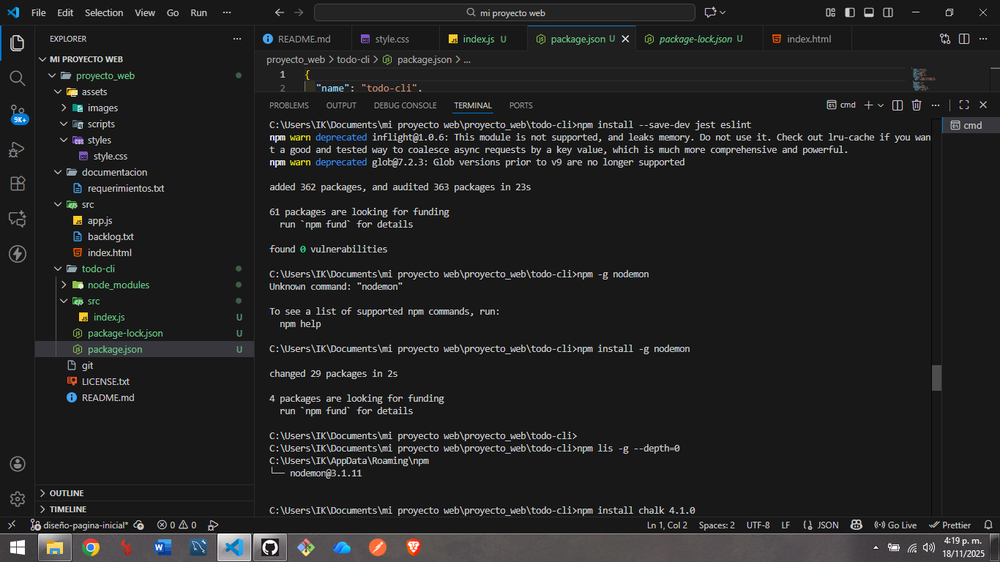 File Edit Selection View Go Run ··· mi proyecto web
EXPLORER ···
MI PROYECTO WEB
proyecto_web
assets
images
scripts
styles
style.css
documentacion
requerimientos.txt
src
app.js
backlog.txt
index.html
todo-cli
node_modules
src
index.js U
package-lock.json U
package.json U
git
LICENSE.txt
README.md
OUTLINE
TIMELINE
9K+
README.md style.css index.js U package.json U package-lock.json U index.html
proyecto_web > todo-cli > package.json > ...
1 {
2 "name": "todo-cli",
PROBLEMS OUTPUT DEBUG CONSOLE TERMINAL PORTS cmd
cmd
C:\Users\IK\Documents\mi proyecto web\proyecto_web\todo-cli>npm install --save-dev jest eslint
npm warn deprecated inflight@1.0.6: This module is not supported, and leaks memory. Do not use it. Check out lru-cache if you wan
t a good and tested way to coalesce async requests by a key value, which is much more comprehensive and powerful.
npm warn deprecated glob@7.2.3: Glob versions prior to v9 are no longer supported
added 362 packages, and audited 363 packages in 23s
61 packages are looking for funding
run `npm fund` for details
found 0 vulnerabilities
C:\Users\IK\Documents\mi proyecto web\proyecto_web\todo-cli>npm -g nodemon
Unknown command: "nodemon"
To see a list of supported npm commands, run:
npm help
C:\Users\IK\Documents\mi proyecto web\proyecto_web\todo-cli>npm install -g nodemon
changed 29 packages in 2s
4 packages are looking for funding
run `npm fund` for details
C:\Users\IK\Documents\mi proyecto web\proyecto_web\todo-cli>
C:\Users\IK\Documents\mi proyecto web\proyecto_web\todo-cli>npm lis -g --depth=0
C:\Users\IK\AppData\Roaming\npm
└── nodemon@3.1.11
C:\Users\IK\Documents\mi proyecto web\proyecto_web\todo-cli>npm install chalk 4.1.0
diseño-pagina-inicial* 0 0 Ln 1, Col 2 Spaces: 2 UTF-8 LF {} JSON Go Live Prettier
4:19 p. m.
18/11/2025